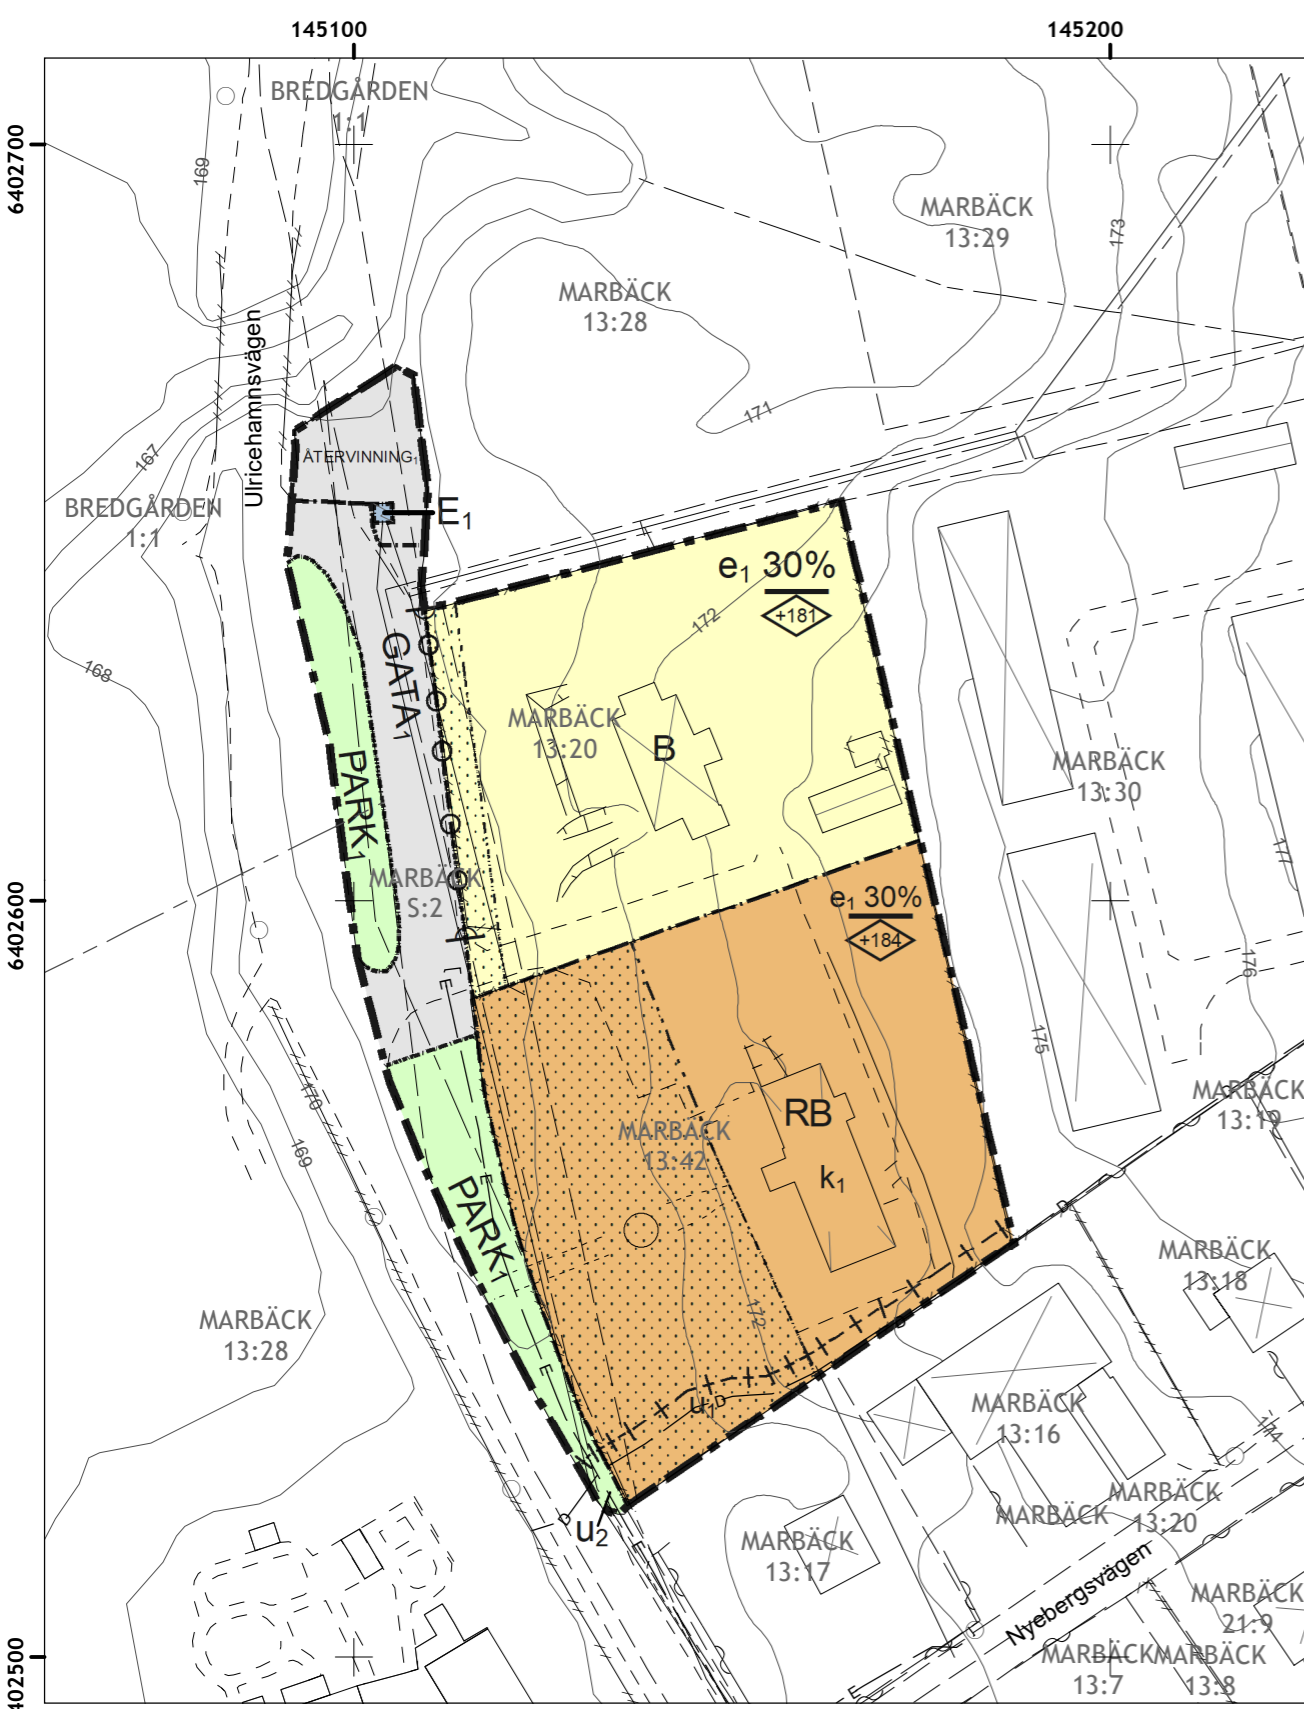 145100
145200
BREDGÅRDEN
1:1
6402700
169
MARBÄCK
13:29
173
MARBÄCK
13:28
Ulricehamnsvägen
171
167
ÅTERVINNING1
BREDGÅRDEN
1:1
E1
e1 30%
+181
172
168
GATA1
MARBÄCK
13:20
B
MARBÄCK
13:30
PARK1
177
MARBÄCK
S:2
e1 30%
+184
6402600
176
175
170
169
MARBÄCK
13:19
RB
MARBÄCK
13:42
k1
E
E
PARK1
MARBÄCK
13:18
D
172
MARBÄCK
13:28
D
E
u1
D
MARBÄCK
13:16
174
MARBÄCK
MARBÄCK
13:20
D
u2
MARBÄCK
13:17
E
Nyebergsvägen
MARBÄCK
21:9
MARBÄCK
13:7
MARBÄCK
13:8
E
402500